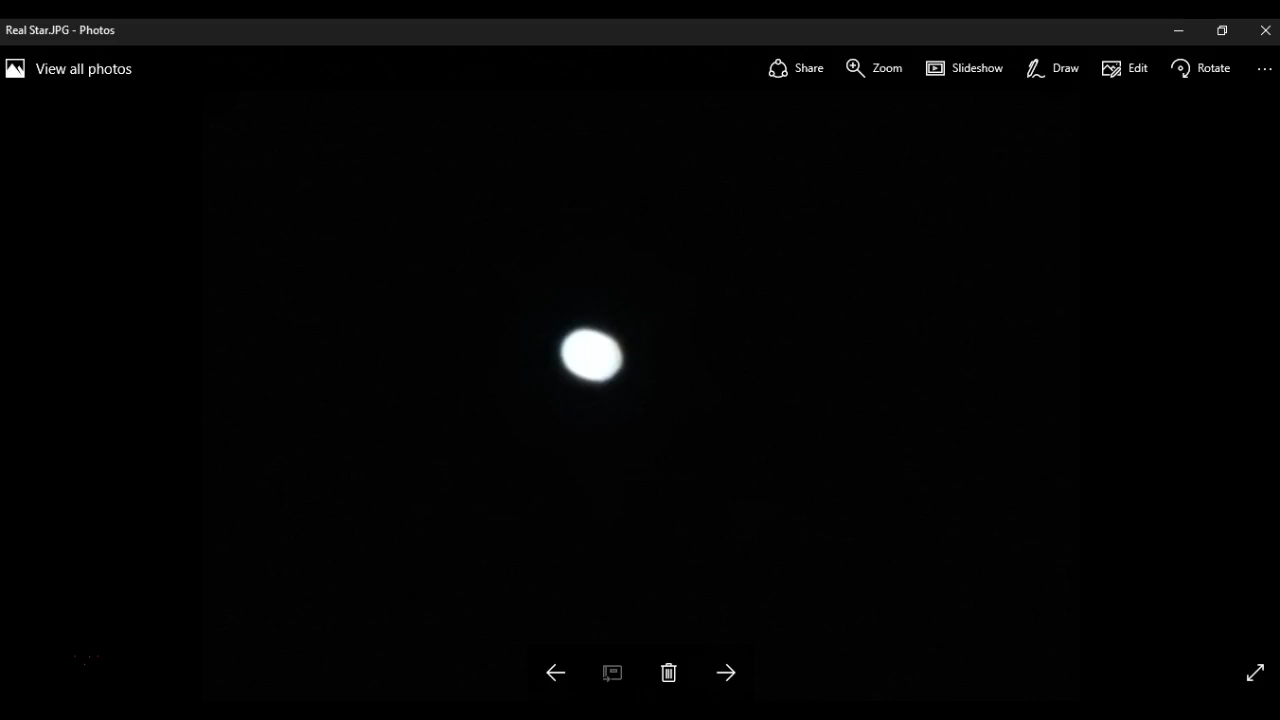 Real Star.JPG - Photos
View all photos
Share
Zoom
Slideshow
Draw
Edit
Rotate